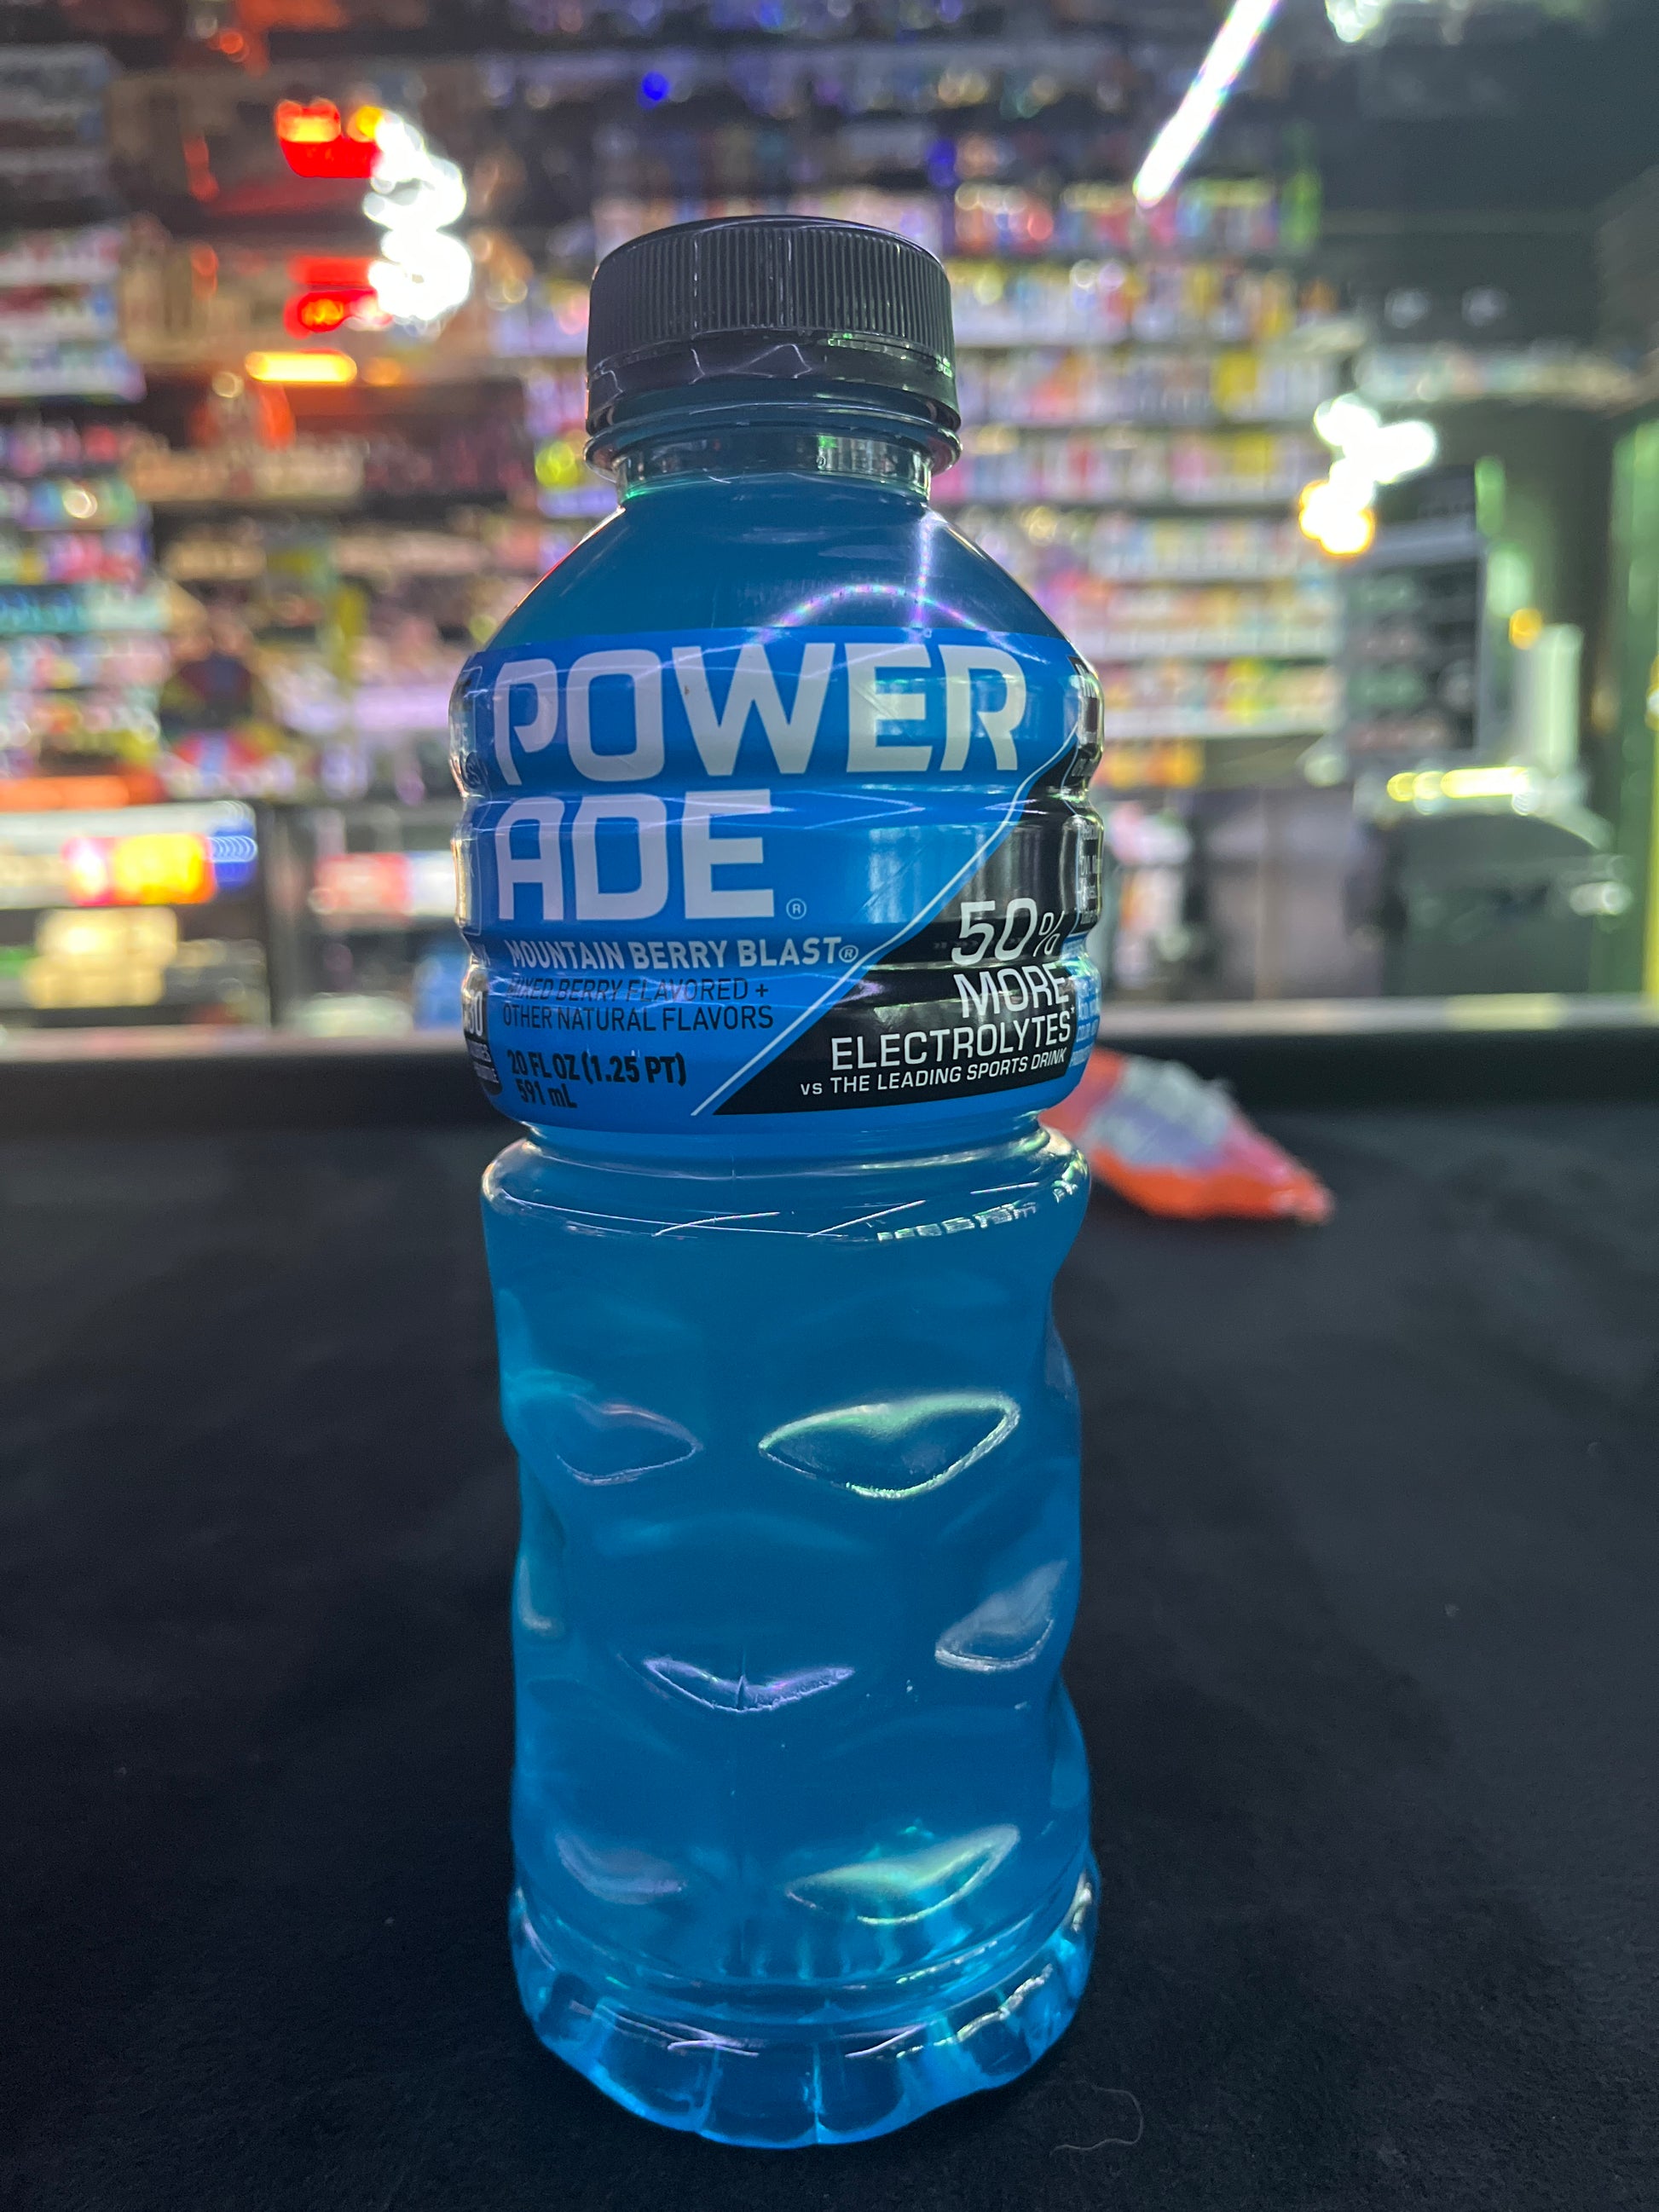 POWER
ADE®
MOUNTAIN BERRY BLAST®
MIXED BERRY FLAVORED +
OTHER NATURAL FLAVORS
20 FL OZ (1.25 PT)
591 mL
50%
MORE
ELECTROLYTES*
vs THE LEADING SPORTS DRINK